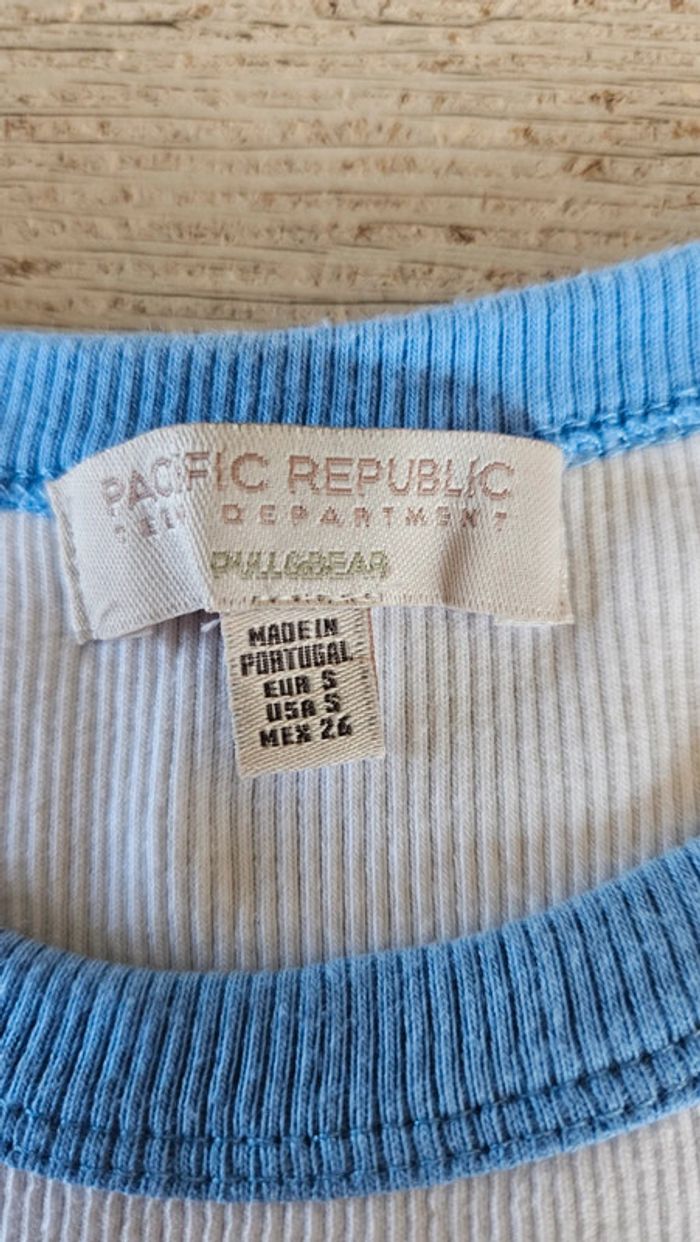 PACIFIC REPUBLIC
DEPARTMENT
PULL&BEAR
MADE IN
PORTUGAL
EUR S
USA S
MEX 26